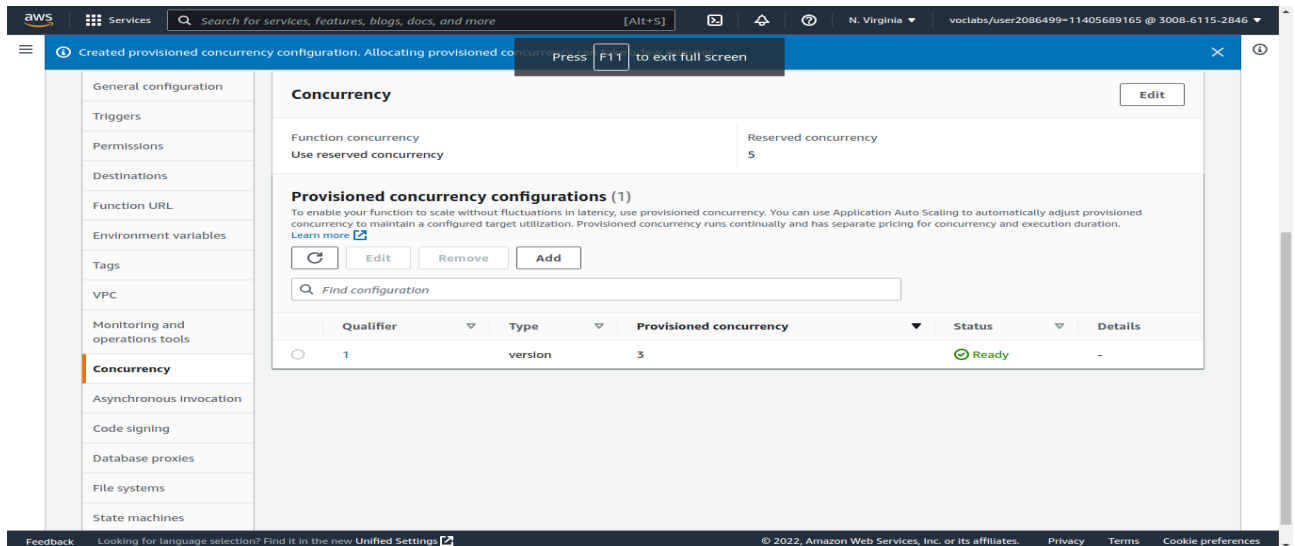 aws Services Search for services, features, blogs, docs, and more [Alt+S] N. Virginia voclabs/user2086499=11405689165 @ 3008-6115-2846
Created provisioned concurrency configuration. Allocating provisioned
Press F11 to exit full screen
General configuration
Triggers
Permissions
Destinations
Function URL
Environment variables
Tags
VPC
Monitoring and
operations tools
Concurrency
Asynchronous invocation
Code signing
Database proxies
File systems
State machines
Concurrency Edit
Function concurrency Reserved concurrency
Use reserved concurrency 5
Provisioned concurrency configurations (1)
To enable your function to scale without fluctuations in latency, use provisioned concurrency. You can use Application Auto Scaling to automatically adjust provisioned
concurrency to maintain a configured target utilization. Provisioned concurrency runs continually and has separate pricing for concurrency and execution duration.
Learn more
Edit Remove Add
Find configuration
Qualifier Type Provisioned concurrency Status Details
1 version 3 Ready -
Feedback Looking for language selection? Find it in the new Unified Settings © 2022, Amazon Web Services, Inc. or its affiliates. Privacy Terms Cookie preferences